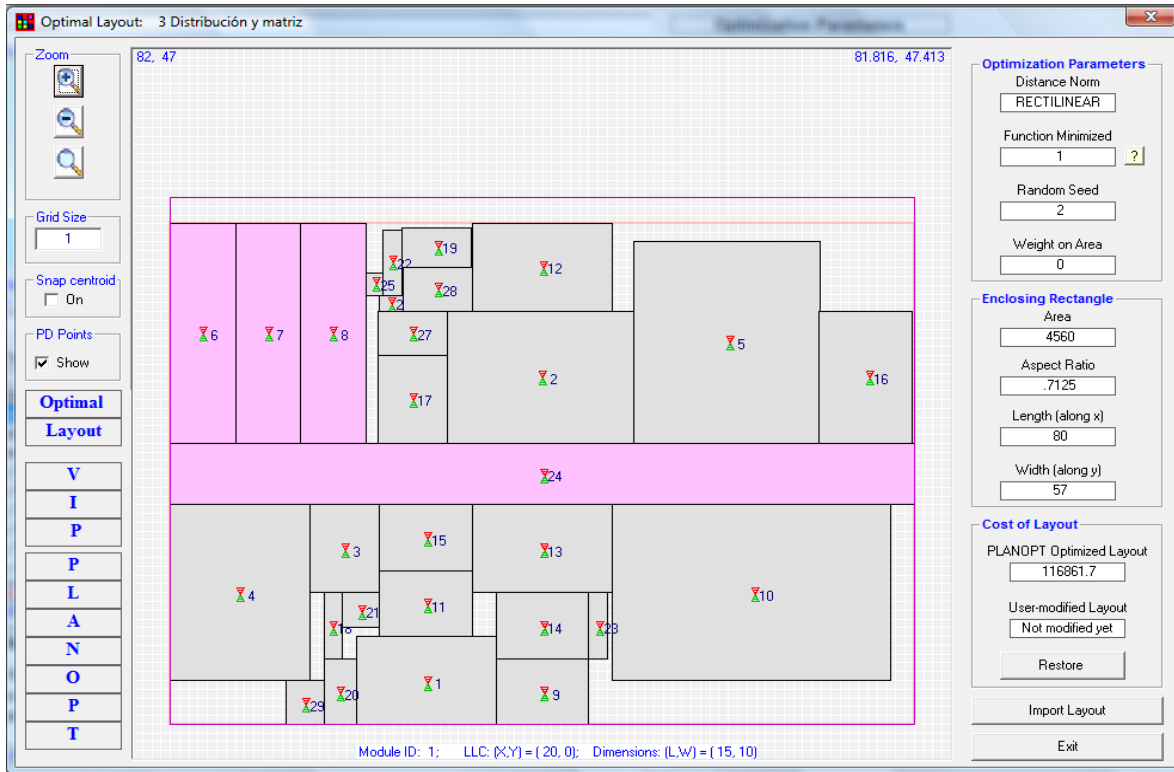 Optimal Layout: 3 Distribución y matriz
Optimization Parameters
Zoom
Grid Size
1
Snap centroid
On
PD Points
Show
Optimal
Layout
V
I
P
P
L
A
N
O
P
T
82, 47
81.816, 47.413
6
7
8
22
19
25
28
2
12
27
17
2
5
16
24
4
3
15
13
10
18
21
11
14
23
29
20
1
9
Module ID: 1; LLC: (X,Y) = ( 20, 0); Dimensions: (L,W) = ( 15, 10)
Optimization Parameters
Distance Norm
RECTILINEAR
Function Minimized
1
?
Random Seed
2
Weight on Area
0
Enclosing Rectangle
Area
4560
Aspect Ratio
.7125
Length (along x)
80
Width (along y)
57
Cost of Layout
PLANOPT Optimized Layout
116861.7
User-modified Layout
Not modified yet
Restore
Import Layout
Exit